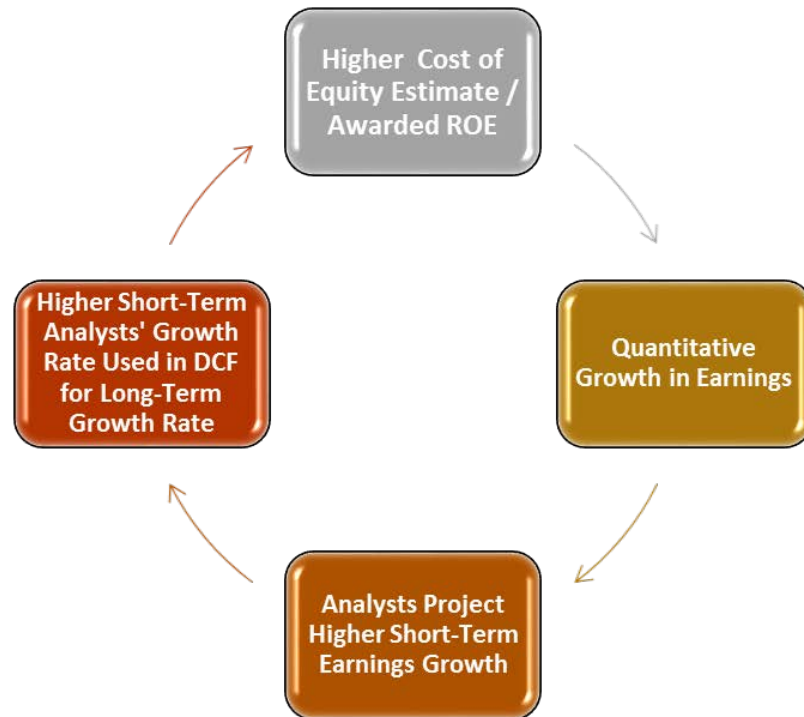 Higher Cost of
Equity Estimate /
Awarded ROE
Quantitative
Growth in Earnings
Analysts Project
Higher Short-Term
Earnings Growth
Higher Short-Term
Analysts' Growth
Rate Used in DCF
for Long-Term
Growth Rate